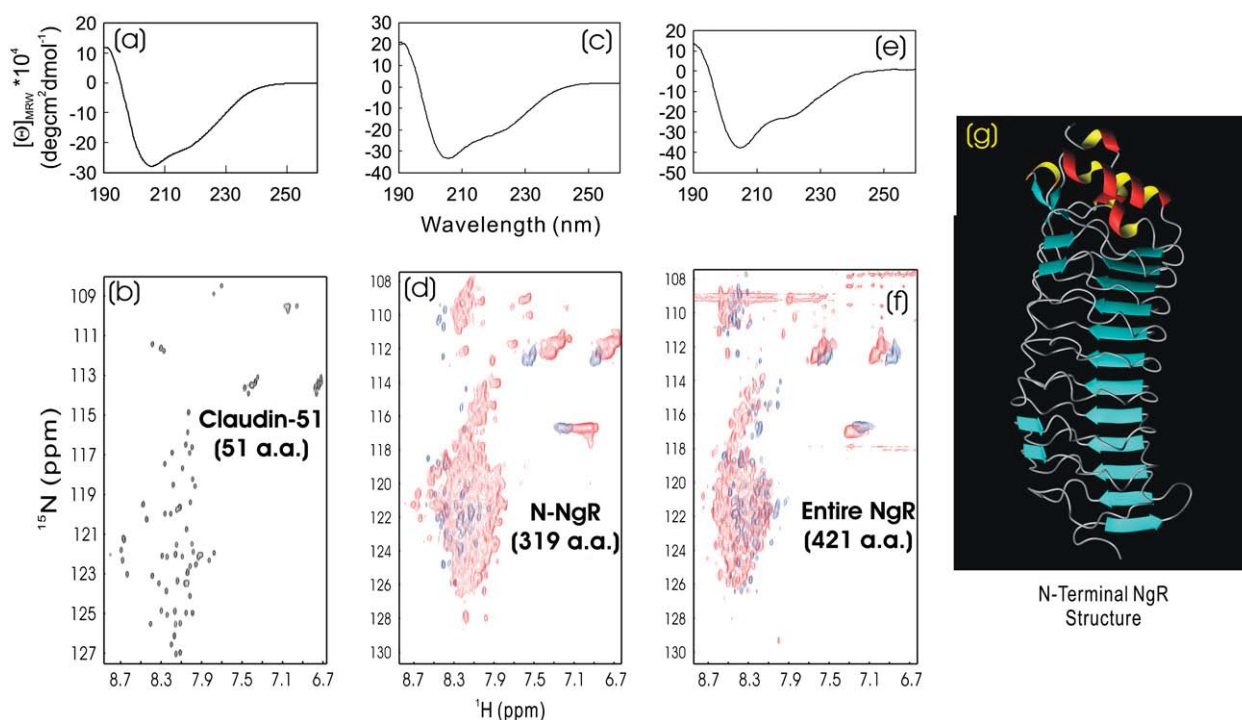 [Θ]MRW *10⁴
(degcm²dmol⁻¹)
(a)
20
10
0
-10
-20
-30
190 210 230 250
(c)
30
20
10
0
-10
-20
-30
-40
190 210 230 250
(e)
20
10
0
-10
-20
-30
-40
-50
190 210 230 250
Wavelength (nm)
(g)
N-Terminal NgR
Structure
¹⁵N (ppm)
(b)
109
111
113
115
117
119
121
123
125
127
Claudin-51
(51 a.a.)
8.7 8.3 7.9 7.5 7.1 6.7
(d)
108
110
112
114
116
118
120
122
124
126
128
130
N-NgR
(319 a.a.)
8.7 8.3 7.9 7.5 7.1 6.7
(f)
108
110
112
114
116
118
120
122
124
126
128
130
Entire NgR
(421 a.a.)
8.7 8.3 7.9 7.5 7.1 6.7
¹H (ppm)